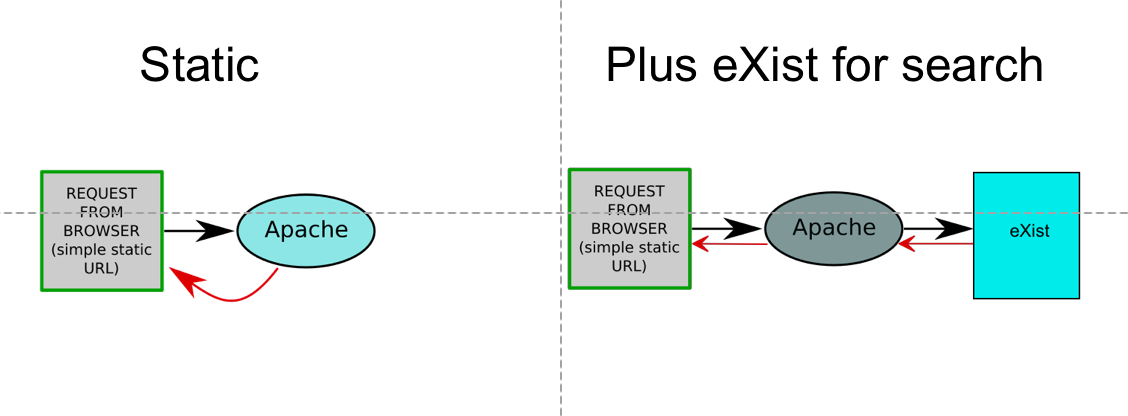 Static
Plus eXist for search
REQUEST
FROM
BROWSER
(simple static
URL)
Apache
REQUEST
FROM
BROWSER
(simple static
URL)
Apache
eXist